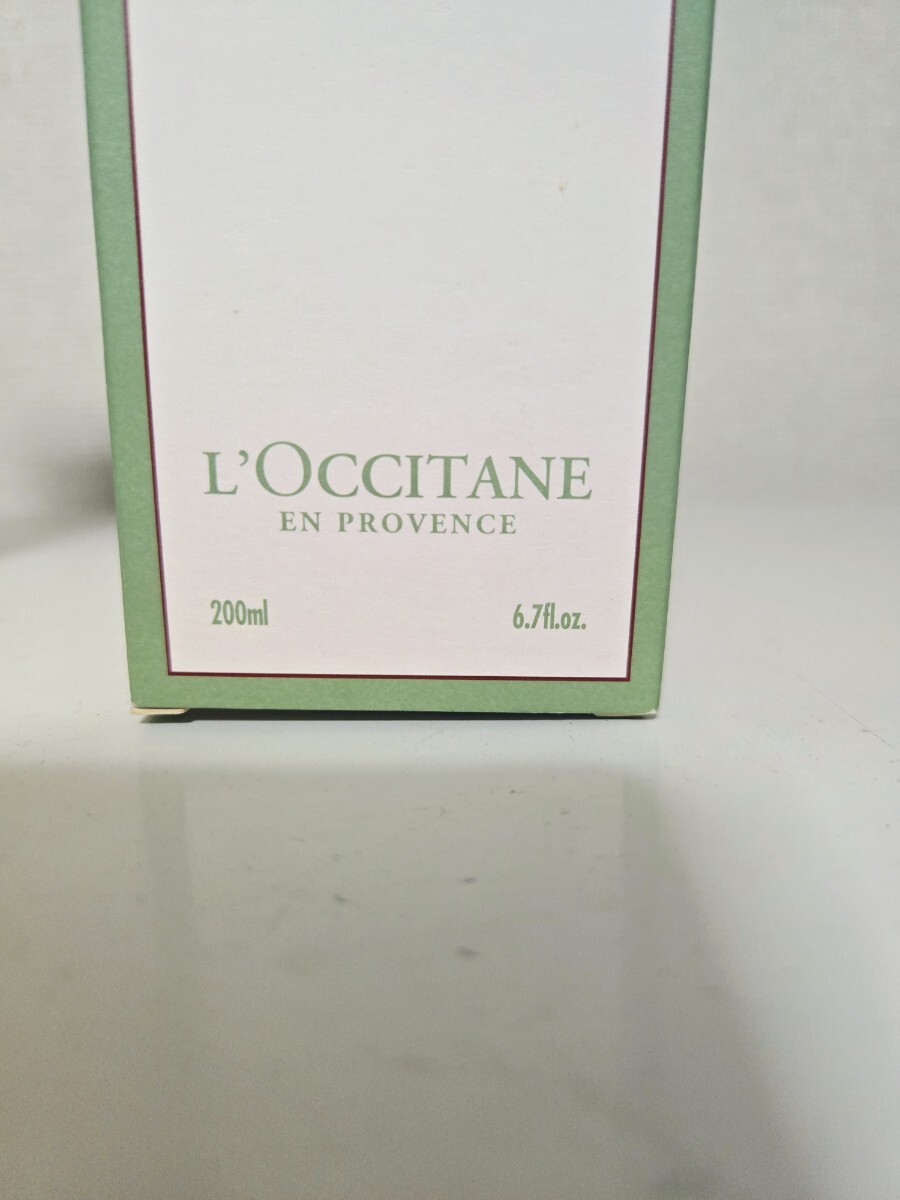 L'OCCITANE
EN PROVENCE
200ml
6.7fl.oz.